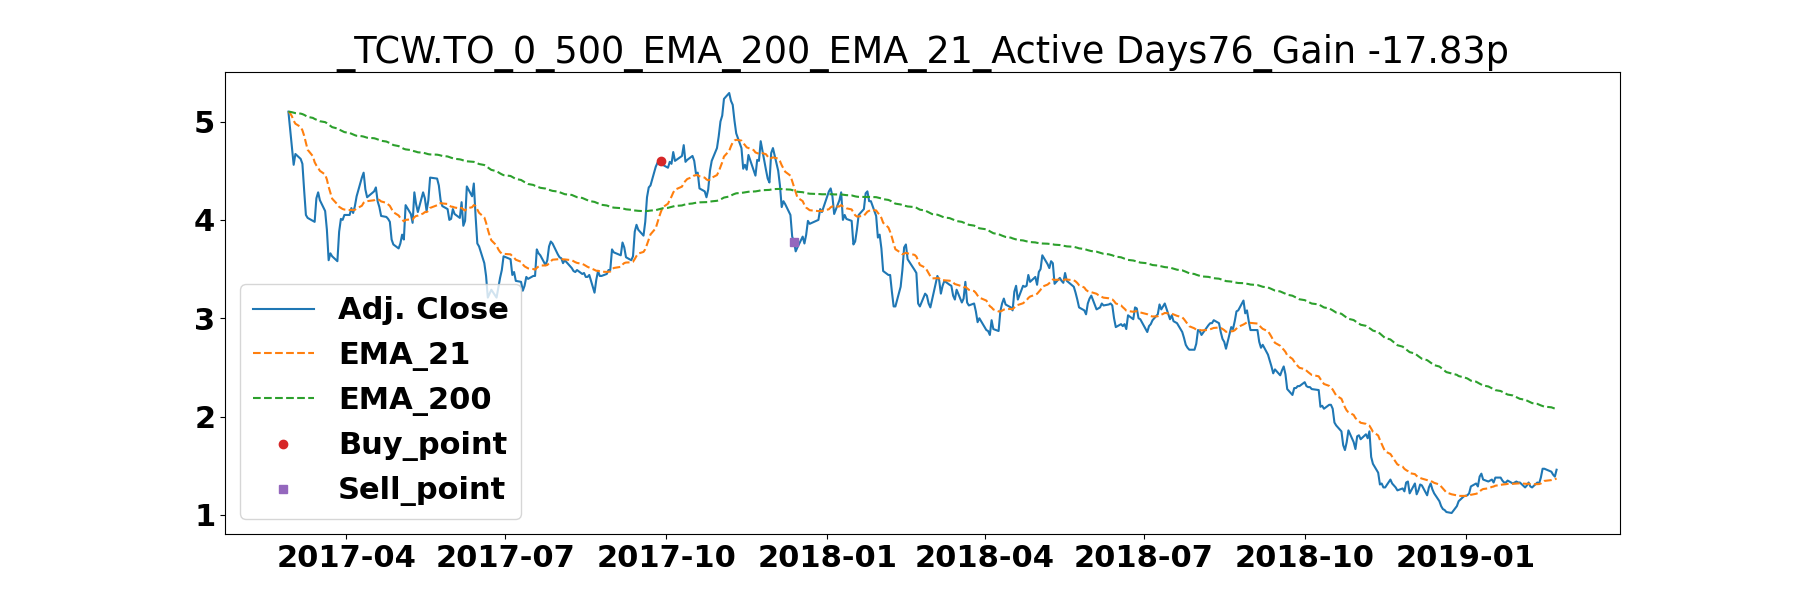 _TCW.TO_0_500_EMA_200_EMA_21_Active Days76_Gain -17.83p
5
4
3
2
1
Adj. Close
EMA_21
EMA_200
Buy_point
Sell_point
2017-04 2017-07 2017-10 2018-01 2018-04 2018-07 2018-10 2019-01